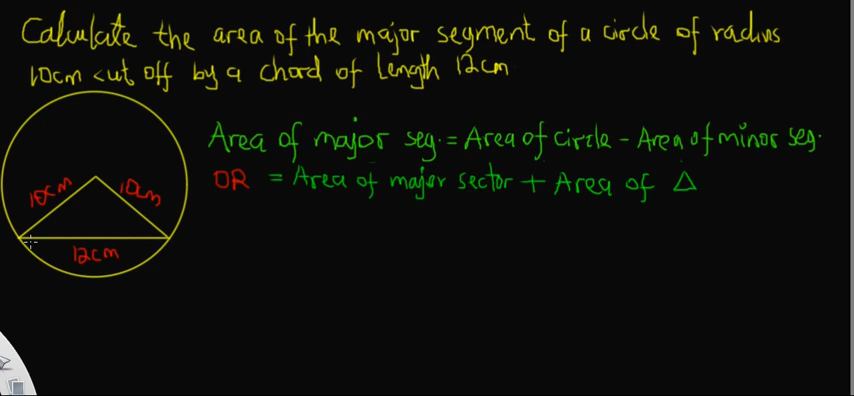 Calculate the area of the major segment of a circle of radius
10cm cut off by a chord of length 12cm
Area of major seg. = Area of circle - Area of minor seg.
OR = Area of major sector + Area of Δ
10cm
10cm
12cm